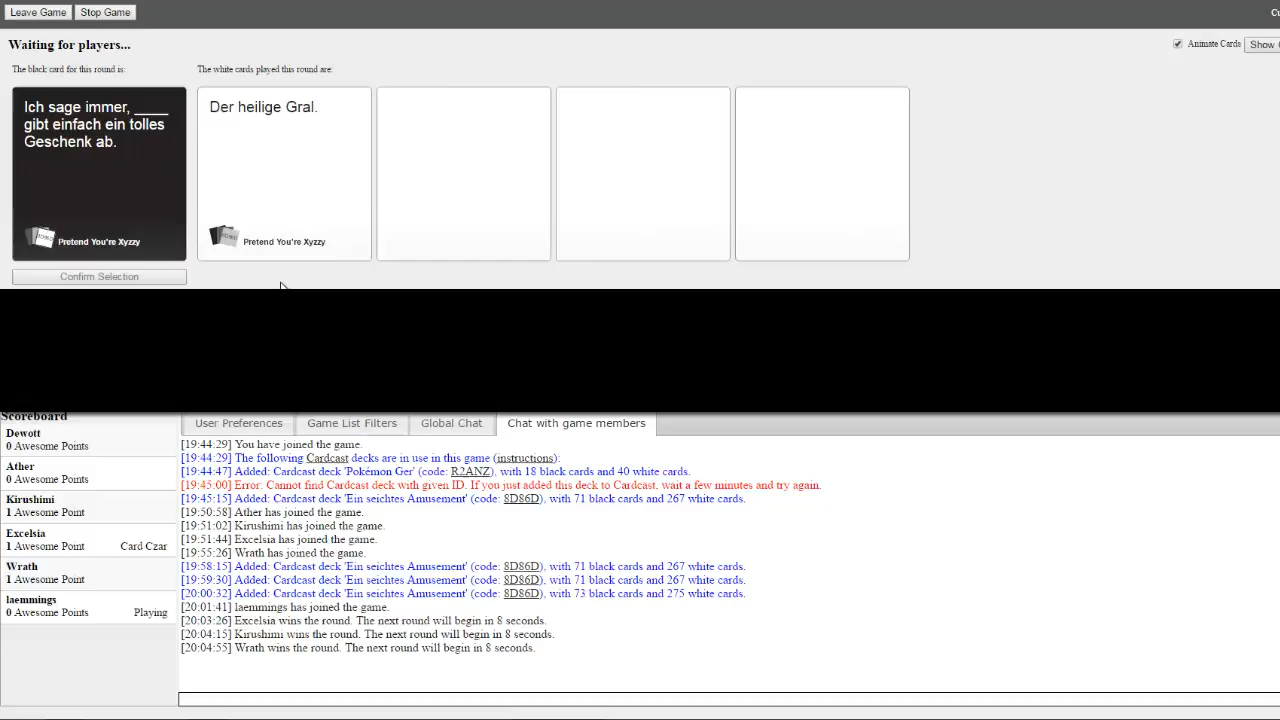 Leave Game Stop Game
Waiting for players...
Animate Cards Show
The black card for this round is:
The white cards played this round are:
Ich sage immer, ____
gibt einfach ein tolles
Geschenk ab.
Pretend You're Xyzzy
Der heilige Gral.
Pretend You're Xyzzy
Confirm Selection
Scoreboard
Dewott
0 Awesome Points
Ather
0 Awesome Points
Kirushimi
1 Awesome Point
Excelsia
1 Awesome Point Card Czar
Wrath
1 Awesome Point
laemmings
0 Awesome Points Playing
User Preferences Game List Filters Global Chat Chat with game members
[19:44:29] You have joined the game.
[19:44:29] The following Cardcast decks are in use in this game (instructions):
[19:44:47] Added: Cardcast deck 'Pokémon Ger' (code: R2ANZ), with 18 black cards and 40 white cards.
[19:45:00] Error: Cannot find Cardcast deck with given ID. If you just added this deck to Cardcast, wait a few minutes and try again.
[19:45:15] Added: Cardcast deck 'Ein seichtes Amusement' (code: 8D86D), with 71 black cards and 267 white cards.
[19:50:58] Ather has joined the game.
[19:51:02] Kirushimi has joined the game.
[19:51:44] Excelsia has joined the game.
[19:55:26] Wrath has joined the game.
[19:58:15] Added: Cardcast deck 'Ein seichtes Amusement' (code: 8D86D), with 71 black cards and 267 white cards.
[19:59:30] Added: Cardcast deck 'Ein seichtes Amusement' (code: 8D86D), with 71 black cards and 267 white cards.
[20:00:32] Added: Cardcast deck 'Ein seichtes Amusement' (code: 8D86D), with 73 black cards and 275 white cards.
[20:01:41] laemmings has joined the game.
[20:03:26] Excelsia wins the round. The next round will begin in 8 seconds.
[20:04:15] Kirushimi wins the round. The next round will begin in 8 seconds.
[20:04:55] Wrath wins the round. The next round will begin in 8 seconds.